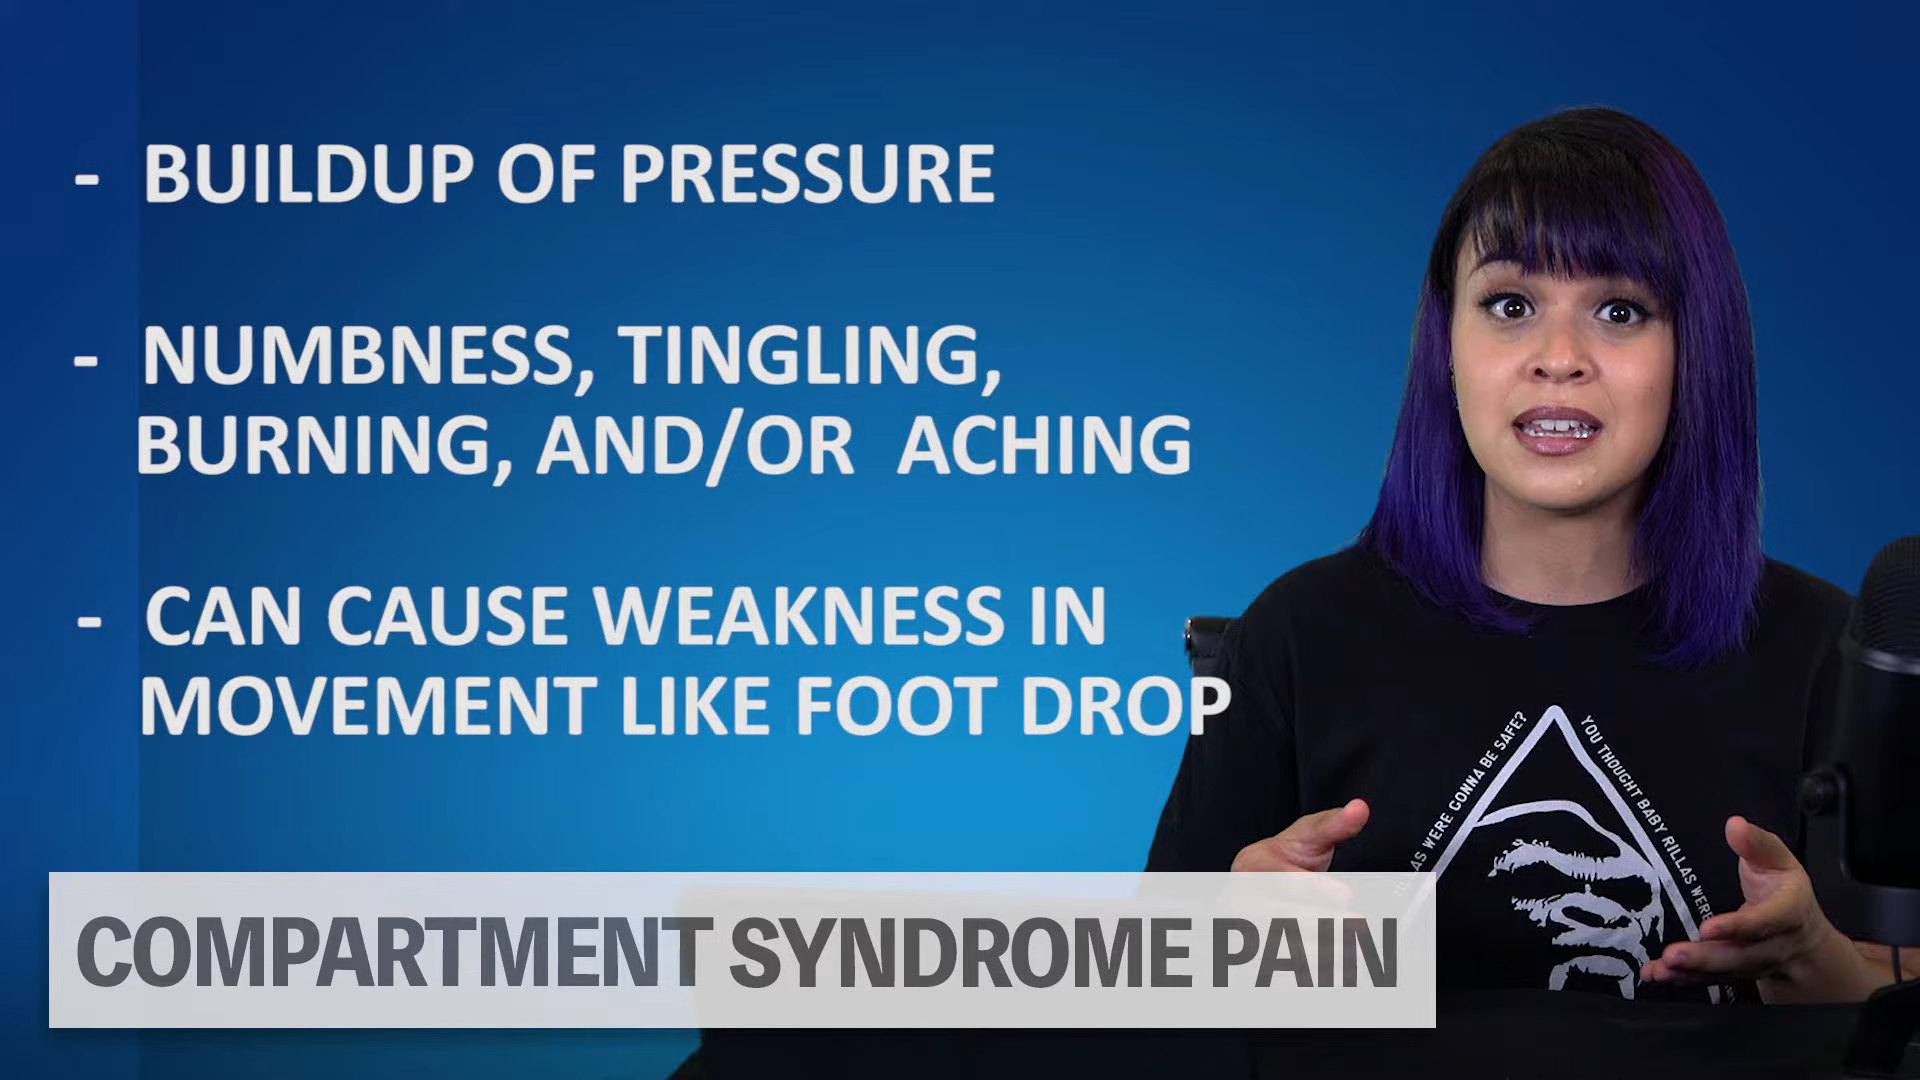 - BUILDUP OF PRESSURE
- NUMBNESS, TINGLING,
BURNING, AND/OR ACHING
- CAN CAUSE WEAKNESS IN
MOVEMENT LIKE FOOT DROP
WERE GONNA BE SAFE?
YOU THOUGHT BABY RILLAS WERE
COMPARTMENT SYNDROME PAIN